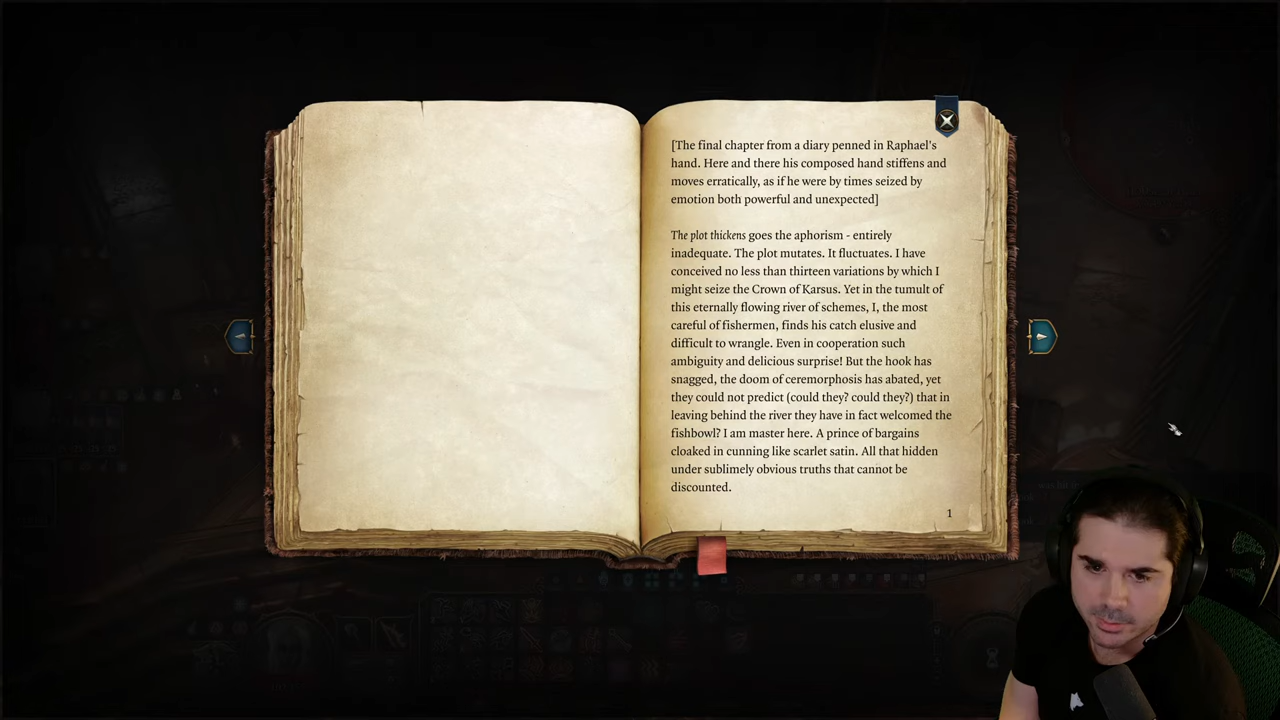 [The final chapter from a diary penned in Raphael's
hand. Here and there his composed hand stiffens and
moves erratically, as if he were by times seized by
emotion both powerful and unexpected]
The plot thickens goes the aphorism - entirely
inadequate. The plot mutates. It fluctuates. I have
conceived no less than thirteen variations by which I
might seize the Crown of Karsus. Yet in the tumult of
this eternally flowing river of schemes, I, the most
careful of fishermen, finds his catch elusive and
difficult to wrangle. Even in cooperation such
ambiguity and delicious surprise! But the hook has
snagged, the doom of ceremorphosis has abated, yet
they could not predict (could they? could they?) that in
leaving behind the river they have in fact welcomed the
fishbowl? I am master here. A prince of bargains
cloaked in cunning like scarlet satin. All that hidden
under sublimely obvious truths that cannot be
discounted.
1